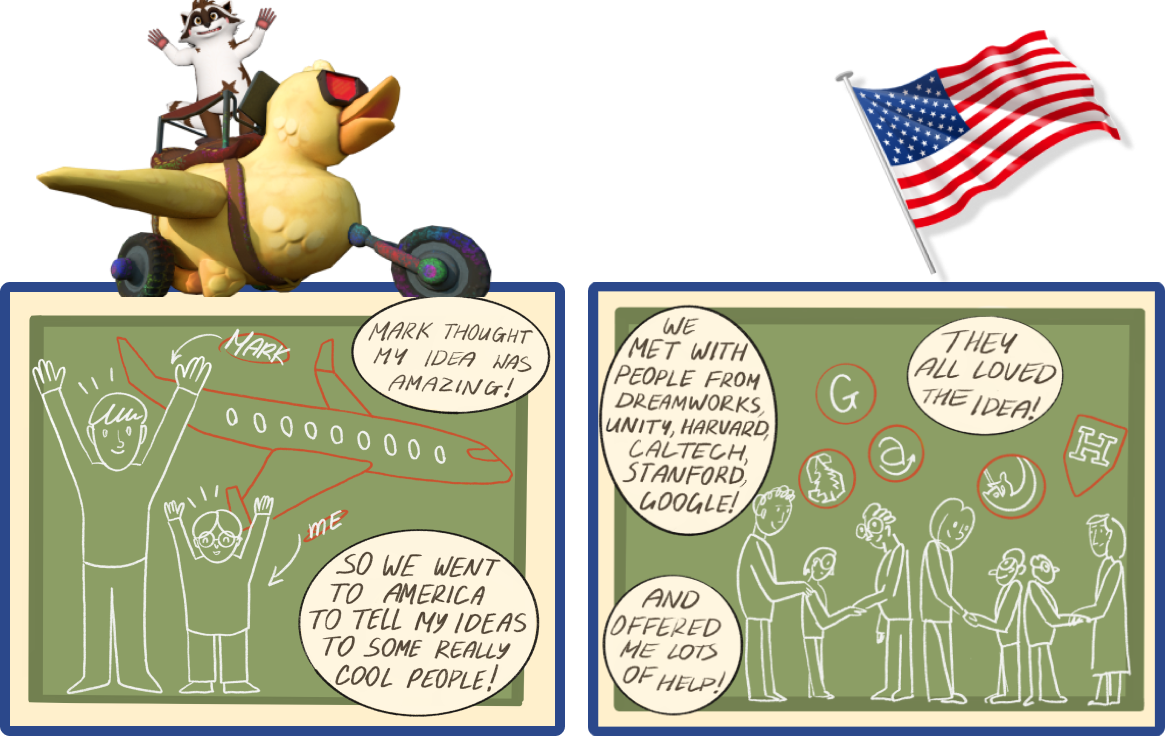 MARK
MARK THOUGHT
MY IDEA WAS
AMAZING!
ME
SO WE WENT
TO AMERICA
TO TELL MY IDEAS
TO SOME REALLY
COOL PEOPLE!
WE
MET WITH
PEOPLE FROM
DREAMWORKS,
UNITY, HARVARD,
CALTECH,
STANFORD,
GOOGLE!
THEY
ALL LOVED
THE IDEA!
G
a
H
AND
OFFERED
ME LOTS
OF HELP!